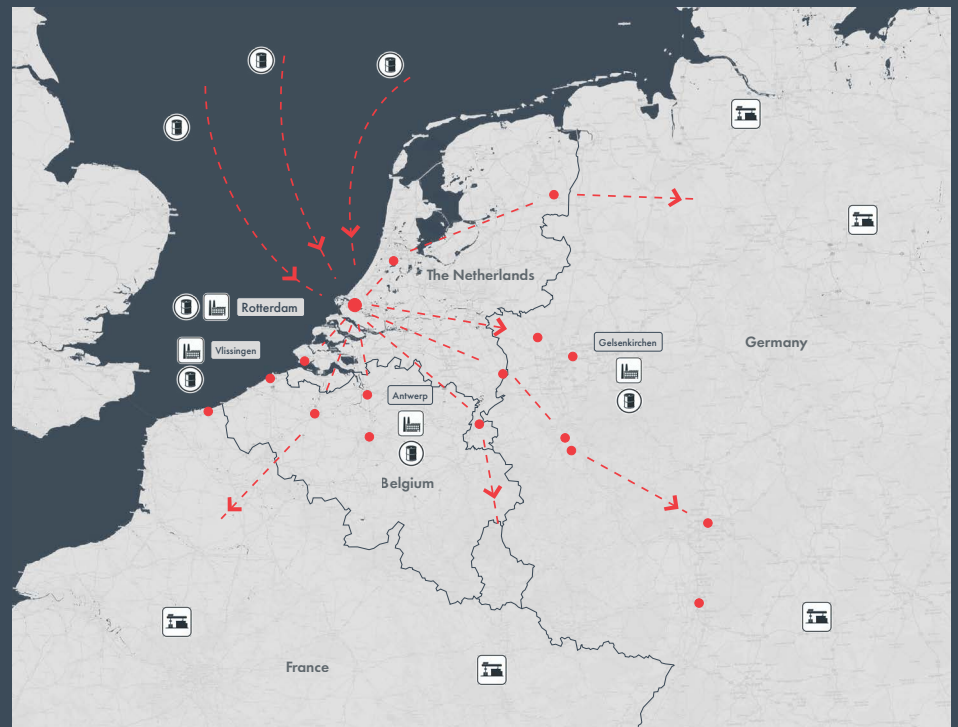 The Netherlands
Rotterdam
Germany
Gelsenkirchen
Vlissingen
Antwerp
Belgium
France